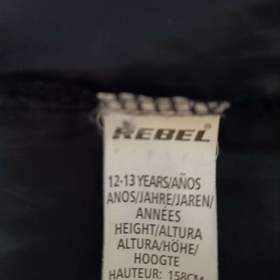 REBEL
12-13 YEARS/AÑOS
ANOS/JAHRE/JAREN/
ANNÉES
HEIGHT/ALTURA
ALTURA/HÖHE/
HOOGTE
HAUTEUR: 158CM